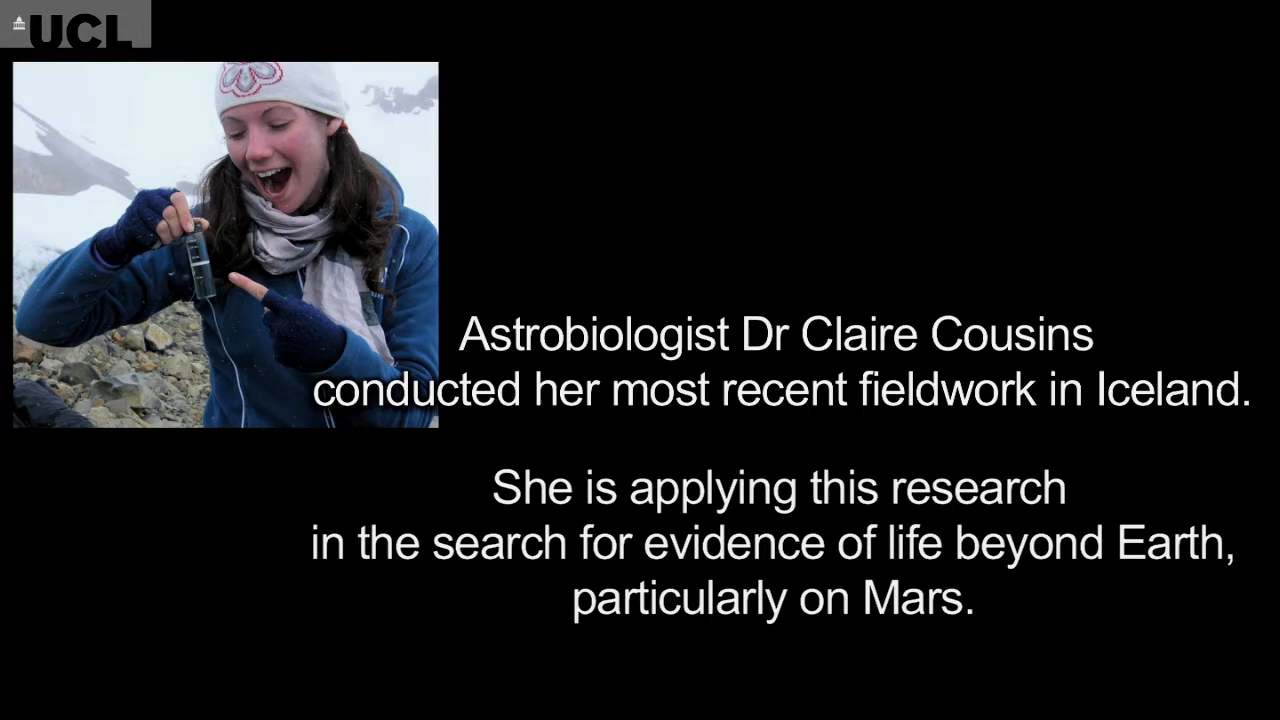 UCL
Astrobiologist Dr Claire Cousins
conducted her most recent fieldwork in Iceland.
She is applying this research
in the search for evidence of life beyond Earth,
particularly on Mars.